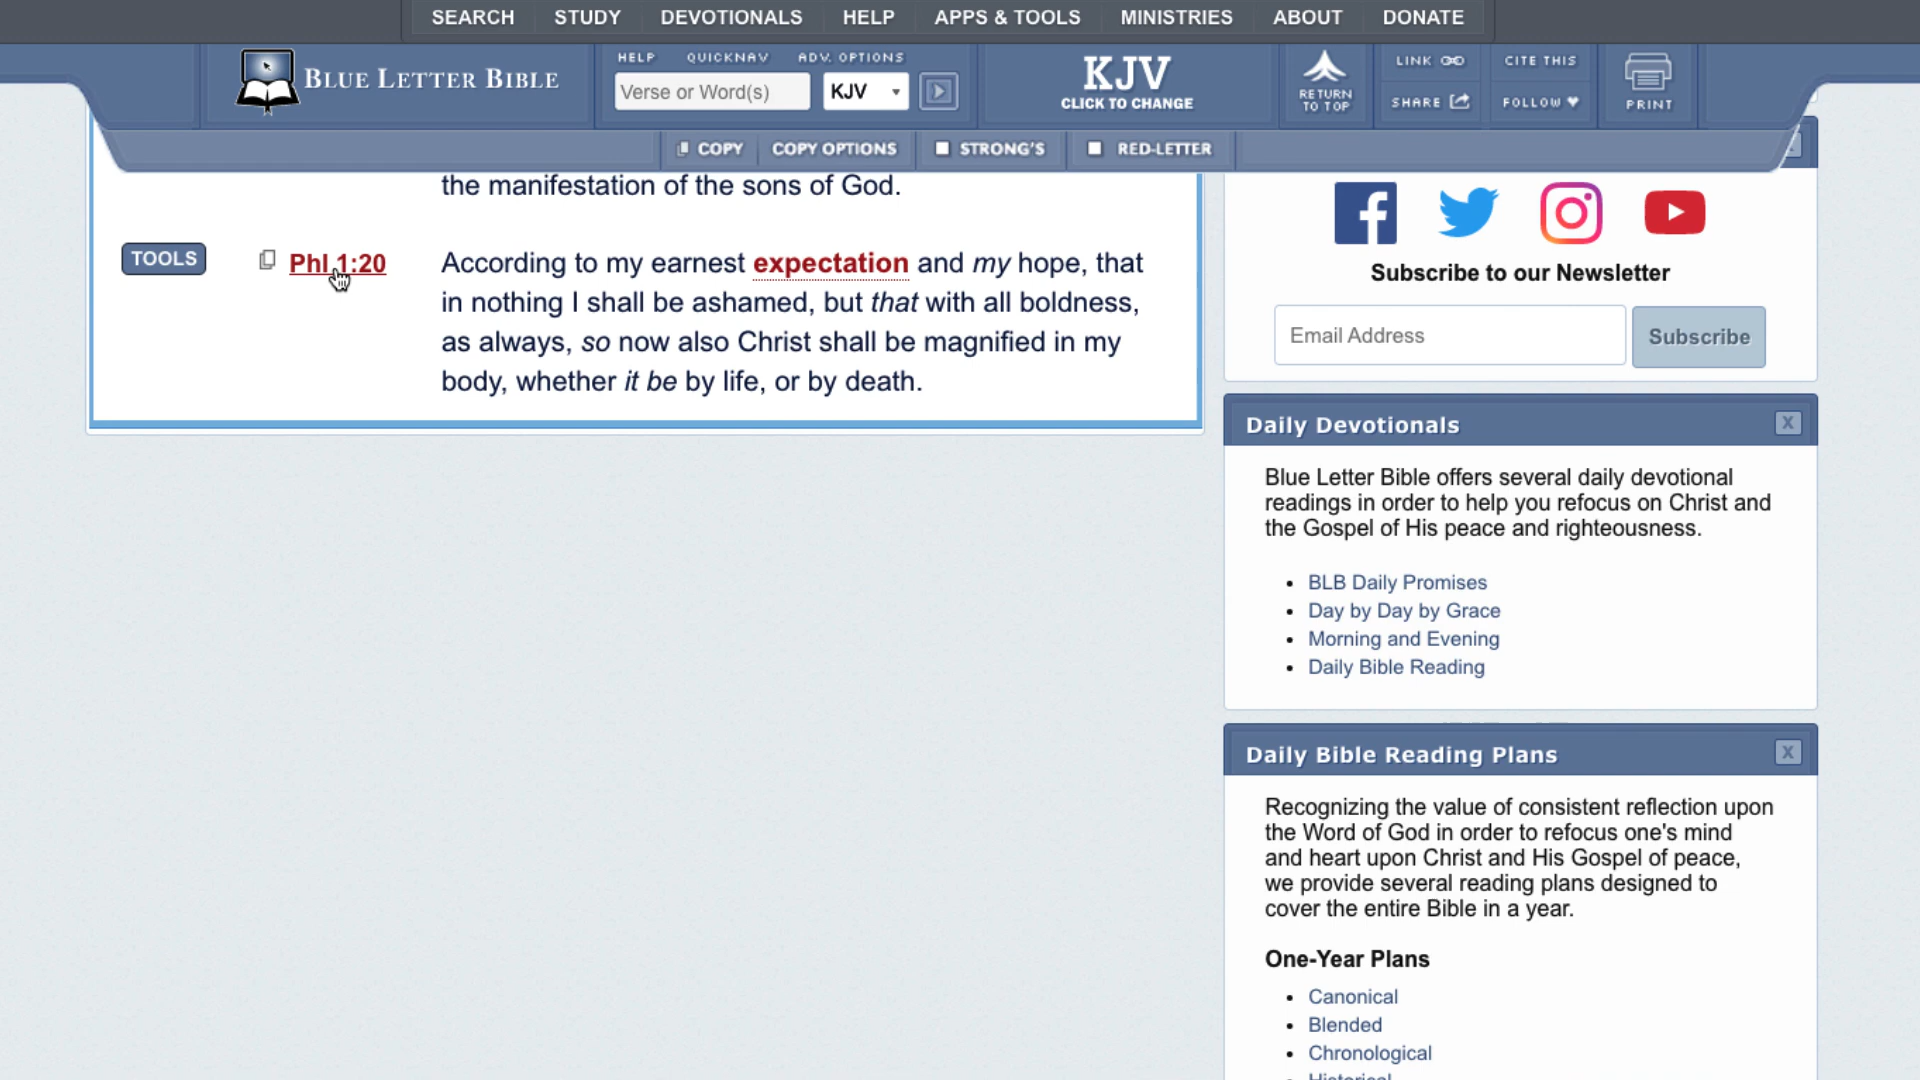 SEARCH STUDY DEVOTIONALS HELP APPS & TOOLS MINISTRIES ABOUT DONATE
BLUE LETTER BIBLE
HELP QUICKNAV ADV. OPTIONS
Verse or Word(s) KJV
KJV
CLICK TO CHANGE
RETURN
TO TOP
LINK CITE THIS
SHARE FOLLOW
PRINT
COPY COPY OPTIONS STRONG'S RED-LETTER
the manifestation of the sons of God.
TOOLS Phl 1:20 According to my earnest expectation and my hope, that
in nothing I shall be ashamed, but that with all boldness,
as always, so now also Christ shall be magnified in my
body, whether it be by life, or by death.
Subscribe to our Newsletter
Email Address Subscribe
Daily Devotionals X
Blue Letter Bible offers several daily devotional
readings in order to help you refocus on Christ and
the Gospel of His peace and righteousness.
• BLB Daily Promises
• Day by Day by Grace
• Morning and Evening
• Daily Bible Reading
Daily Bible Reading Plans X
Recognizing the value of consistent reflection upon
the Word of God in order to refocus one's mind
and heart upon Christ and His Gospel of peace,
we provide several reading plans designed to
cover the entire Bible in a year.
One-Year Plans
• Canonical
• Blended
• Chronological
• Historical